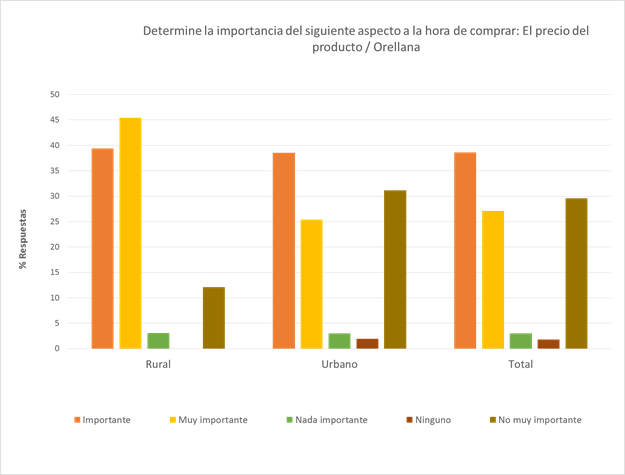 Determine la importancia del siguiente aspecto a la hora de comprar: El precio del
producto / Orellana
% Respuestas
50
45
40
35
30
25
20
15
10
5
0
Rural Urbano Total
Importante Muy importante Nada importante Ninguno No muy importante